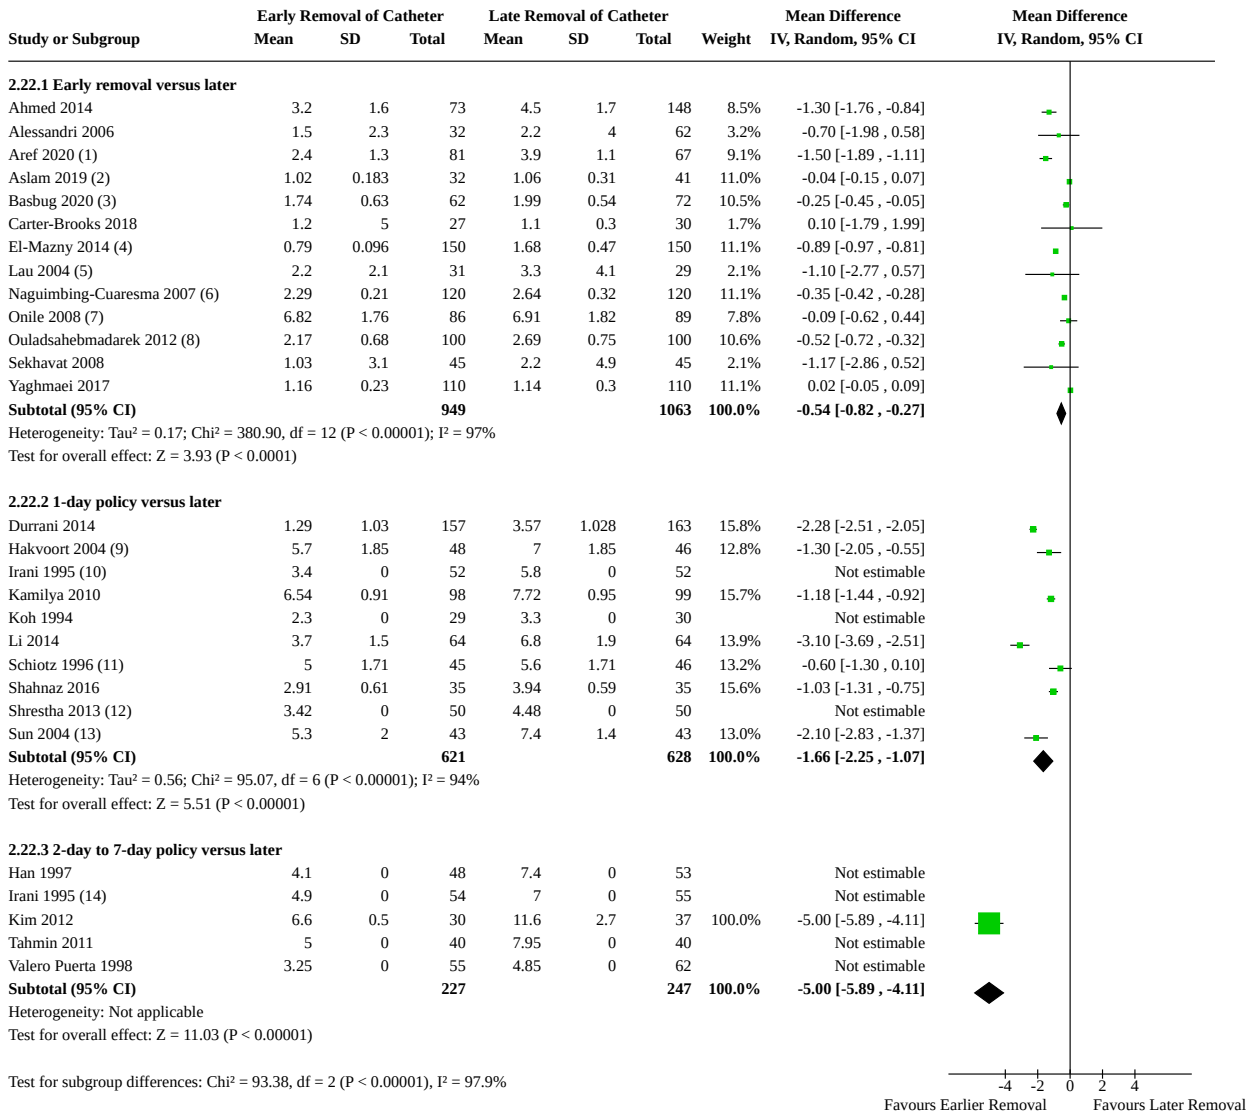 Early Removal of Catheter Late Removal of Catheter Mean Difference Mean Difference
Study or Subgroup Mean SD Total Mean SD Total Weight IV, Random, 95% CI IV, Random, 95% CI
2.22.1 Early removal versus later
Ahmed 2014 3.2 1.6 73 4.5 1.7 148 8.5% -1.30 [-1.76 , -0.84]
Alessandri 2006 1.5 2.3 32 2.2 4 62 3.2% -0.70 [-1.98 , 0.58]
Aref 2020 (1) 2.4 1.3 81 3.9 1.1 67 9.1% -1.50 [-1.89 , -1.11]
Aslam 2019 (2) 1.02 0.183 32 1.06 0.31 41 11.0% -0.04 [-0.15 , 0.07]
Basbug 2020 (3) 1.74 0.63 62 1.99 0.54 72 10.5% -0.25 [-0.45 , -0.05]
Carter-Brooks 2018 1.2 5 27 1.1 0.3 30 1.7% 0.10 [-1.79 , 1.99]
El-Mazny 2014 (4) 0.79 0.096 150 1.68 0.47 150 11.1% -0.89 [-0.97 , -0.81]
Lau 2004 (5) 2.2 2.1 31 3.3 4.1 29 2.1% -1.10 [-2.77 , 0.57]
Naguimbing-Cuaresma 2007 (6) 2.29 0.21 120 2.64 0.32 120 11.1% -0.35 [-0.42 , -0.28]
Onile 2008 (7) 6.82 1.76 86 6.91 1.82 89 7.8% -0.09 [-0.62 , 0.44]
Ouladsahebmadarek 2012 (8) 2.17 0.68 100 2.69 0.75 100 10.6% -0.52 [-0.72 , -0.32]
Sekhavat 2008 1.03 3.1 45 2.2 4.9 45 2.1% -1.17 [-2.86 , 0.52]
Yaghmaei 2017 1.16 0.23 110 1.14 0.3 110 11.1% 0.02 [-0.05 , 0.09]
Subtotal (95% CI) 949 1063 100.0% -0.54 [-0.82 , -0.27]
Heterogeneity: Tau² = 0.17; Chi² = 380.90, df = 12 (P < 0.00001); I² = 97%
Test for overall effect: Z = 3.93 (P < 0.0001)
2.22.2 1-day policy versus later
Durrani 2014 1.29 1.03 157 3.57 1.028 163 15.8% -2.28 [-2.51 , -2.05]
Hakvoort 2004 (9) 5.7 1.85 48 7 1.85 46 12.8% -1.30 [-2.05 , -0.55]
Irani 1995 (10) 3.4 0 52 5.8 0 52 Not estimable
Kamilya 2010 6.54 0.91 98 7.72 0.95 99 15.7% -1.18 [-1.44 , -0.92]
Koh 1994 2.3 0 29 3.3 0 30 Not estimable
Li 2014 3.7 1.5 64 6.8 1.9 64 13.9% -3.10 [-3.69 , -2.51]
Schiotz 1996 (11) 5 1.71 45 5.6 1.71 46 13.2% -0.60 [-1.30 , 0.10]
Shahnaz 2016 2.91 0.61 35 3.94 0.59 35 15.6% -1.03 [-1.31 , -0.75]
Shrestha 2013 (12) 3.42 0 50 4.48 0 50 Not estimable
Sun 2004 (13) 5.3 2 43 7.4 1.4 43 13.0% -2.10 [-2.83 , -1.37]
Subtotal (95% CI) 621 628 100.0% -1.66 [-2.25 , -1.07]
Heterogeneity: Tau² = 0.56; Chi² = 95.07, df = 6 (P < 0.00001); I² = 94%
Test for overall effect: Z = 5.51 (P < 0.00001)
2.22.3 2-day to 7-day policy versus later
Han 1997 4.1 0 48 7.4 0 53 Not estimable
Irani 1995 (14) 4.9 0 54 7 0 55 Not estimable
Kim 2012 6.6 0.5 30 11.6 2.7 37 100.0% -5.00 [-5.89 , -4.11]
Tahmin 2011 5 0 40 7.95 0 40 Not estimable
Valero Puerta 1998 3.25 0 55 4.85 0 62 Not estimable
Subtotal (95% CI) 227 247 100.0% -5.00 [-5.89 , -4.11]
Heterogeneity: Not applicable
Test for overall effect: Z = 11.03 (P < 0.00001)
Test for subgroup differences: Chi² = 93.38, df = 2 (P < 0.00001), I² = 97.9%
-4 -2 0 2 4
Favours Earlier Removal Favours Later Removal